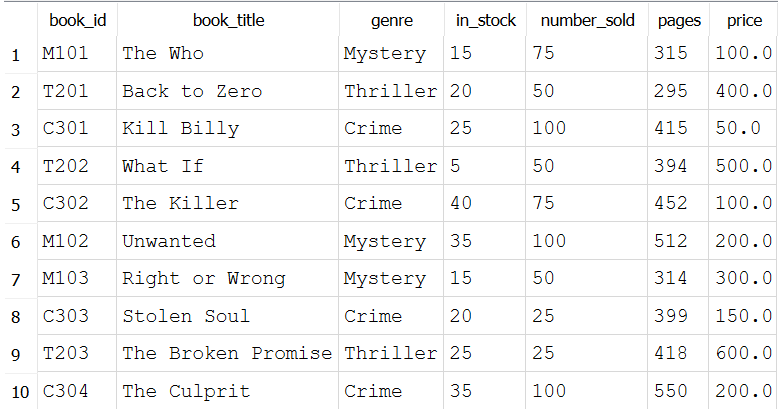 book_id book_title genre in_stock number_sold pages price
1 M101 The Who Mystery 15 75 315 100.0
2 T201 Back to Zero Thriller 20 50 295 400.0
3 C301 Kill Billy Crime 25 100 415 50.0
4 T202 What If Thriller 5 50 394 500.0
5 C302 The Killer Crime 40 75 452 100.0
6 M102 Unwanted Mystery 35 100 512 200.0
7 M103 Right or Wrong Mystery 15 50 314 300.0
8 C303 Stolen Soul Crime 20 25 399 150.0
9 T203 The Broken Promise Thriller 25 25 418 600.0
10 C304 The Culprit Crime 35 100 550 200.0